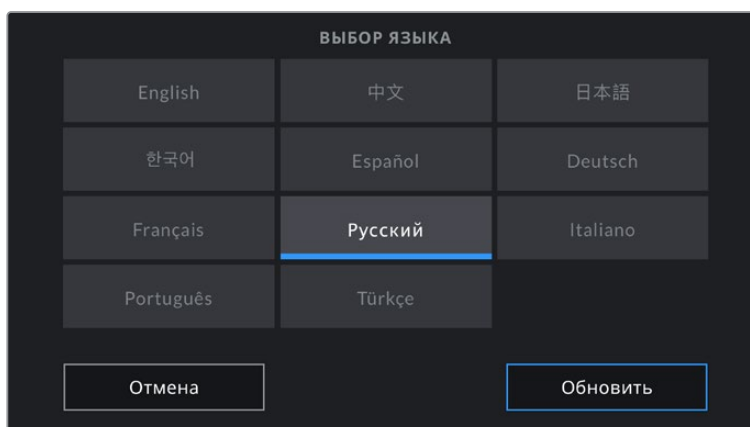 ВЫБОР ЯЗЫКА
English 中文 日本語
한국어 Español Deutsch
Français Русский Italiano
Português Türkçe
Отмена Обновить